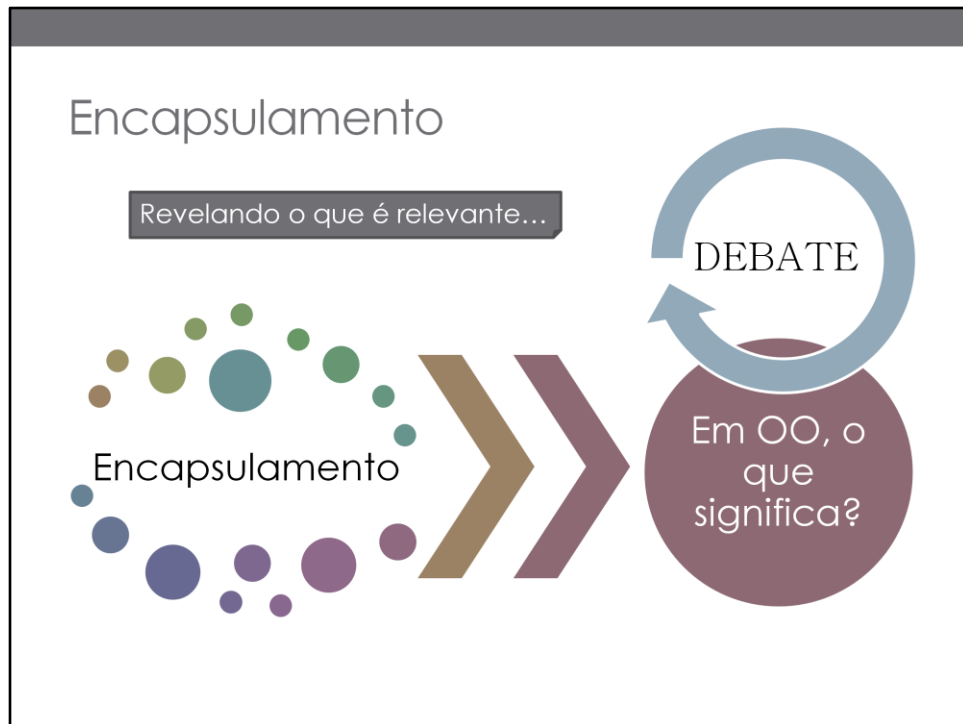 Encapsulamento
Revelando o que é relevante...
Encapsulamento
DEBATE
Em OO, o
que
significa?